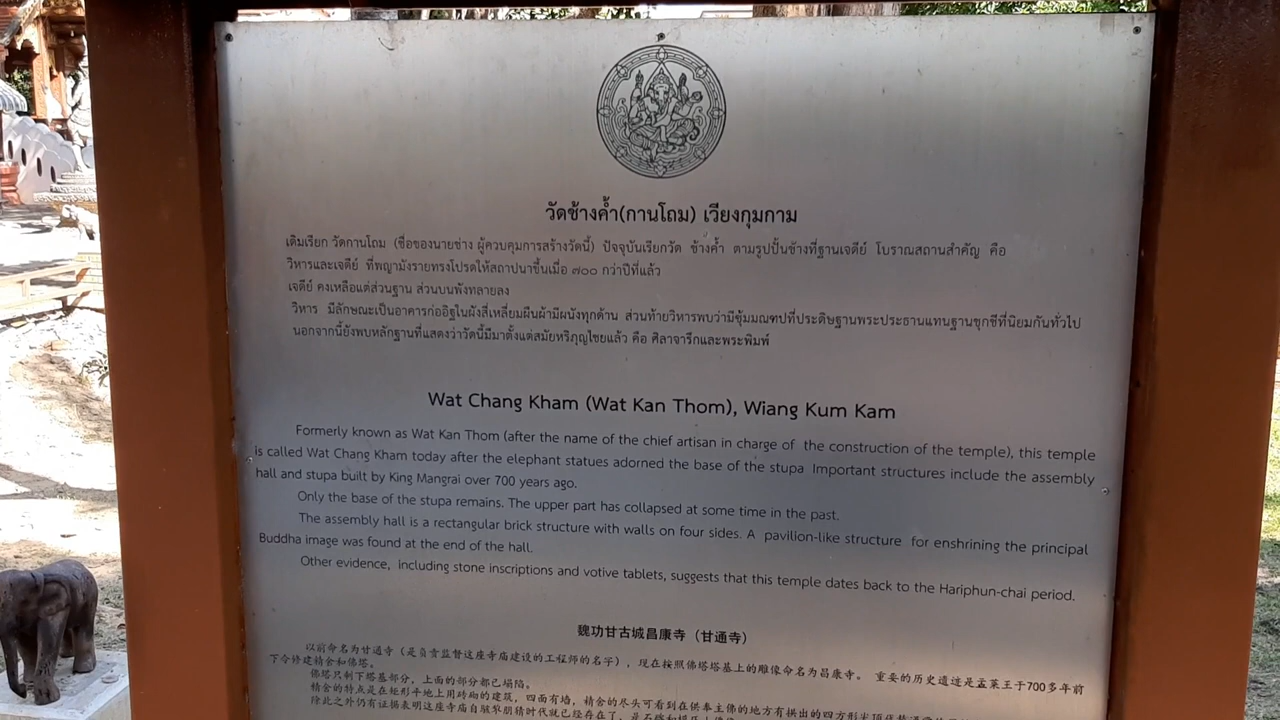 วัดช้างค้ำ(กานโถม) เวียงกุมกาม
เดิมเรียก วัดกานโถม (ชื่อของนายช่าง ผู้ควบคุมการสร้างวัดนี้) ปัจจุบันเรียกวัด ช้างค้ำ ตามรูปปั้นช้างที่ฐานเจดีย์ โบราณสถานสำคัญ คือ
วิหารและเจดีย์ ที่พญามังรายทรงโปรดให้สถาปนาขึ้นเมื่อ ๗๐๐ กว่าปีที่แล้ว
เจดีย์ คงเหลือแต่ส่วนฐาน ส่วนบนพังทลายลง
วิหาร มีลักษณะเป็นอาคารก่ออิฐในผังสี่เหลี่ยมผืนผ้ามีผนังทุกด้าน ส่วนท้ายวิหารพบว่ามีซุ้มมณฑปที่ประดิษฐานพระประธานแทนฐานชุกชีที่นิยมกันทั่วไป
นอกจากนี้ยังพบหลักฐานที่แสดงว่าวัดนี้มีมาตั้งแต่สมัยหริภุญไชยแล้ว คือ ศิลาจารึกและพระพิมพ์
Wat Chang Kham (Wat Kan Thom), Wiang Kum Kam
Formerly known as Wat Kan Thom (after the name of the chief artisan in charge of the construction of the temple), this temple
is called Wat Chang Kham today after the elephant statues adorned the base of the stupa Important structures include the assembly
hall and stupa built by King Mangrai over 700 years ago.
Only the base of the stupa remains. The upper part has collapsed at some time in the past.
The assembly hall is a rectangular brick structure with walls on four sides. A pavilion-like structure for enshrining the principal
Buddha image was found at the end of the hall.
Other evidence, including stone inscriptions and votive tablets, suggests that this temple dates back to the Hariphun-chai period.
魏功甘古城昌康寺（甘通寺）
以前命名为甘通寺（是负责监督这座寺庙建设的工程师的名字），现在按照佛塔塔基上的雕像命名为昌康寺。 重要的历史遗迹是孟莱王于700多年前
下令修建精舍和佛塔。
佛塔只剩下塔基部分，上面的部分都已塌陷。
精舍的特点是在矩形平地上用砖砌的建筑，四面有墙，精舍的尽头可看到在供奉主佛的地方有拱出的四方形尖顶
除此之外仍有证据表明这座寺庙自